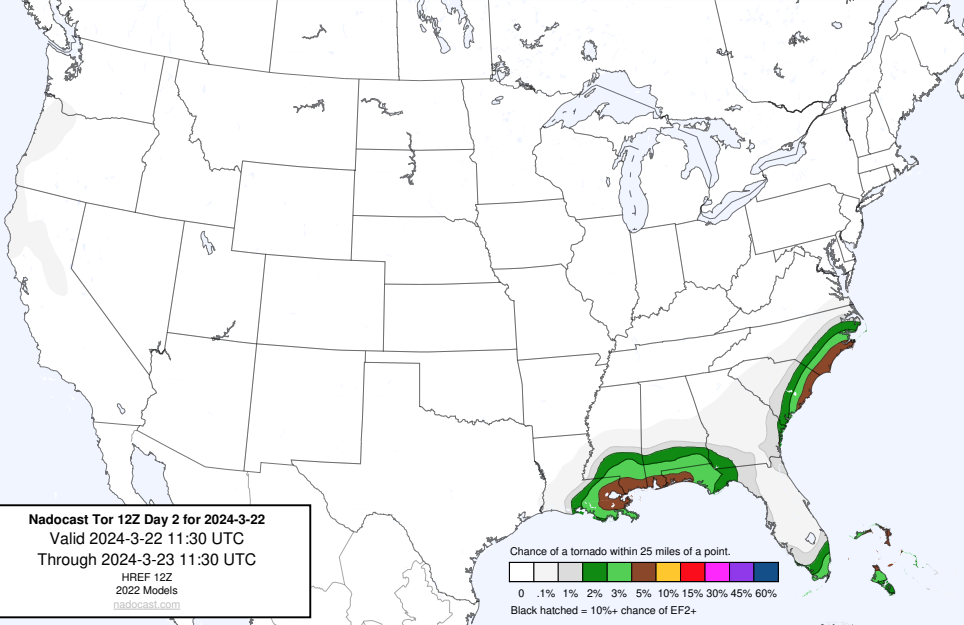 Nadocast Tor 12Z Day 2 for 2024-3-22
Valid 2024-3-22 11:30 UTC
Through 2024-3-23 11:30 UTC
HREF 12Z
2022 Models
nadocast.com
Chance of a tornado within 25 miles of a point.
0 .1% 1% 2% 3% 5% 10% 15% 30% 45% 60%
Black hatched = 10%+ chance of EF2+